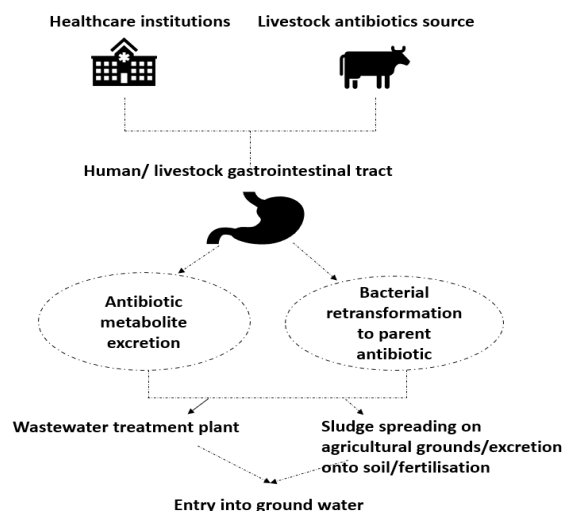 Healthcare institutions
Livestock antibiotics source
Human/ livestock gastrointestinal tract
Antibiotic
metabolite
excretion
Bacterial
retransformation
to parent
antibiotic
Wastewater treatment plant
Sludge spreading on
agricultural grounds/excretion
onto soil/fertilisation
Entry into ground water